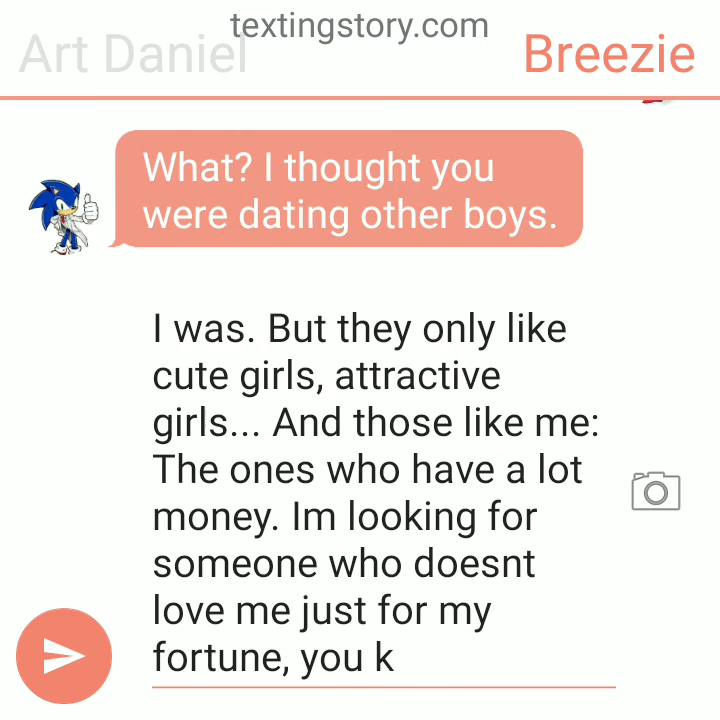 textingstory.com
Art Daniel
Breezie
What? I thought you
were dating other boys.
I was. But they only like
cute girls, attractive
girls... And those like me:
The ones who have a lot
money. Im looking for
someone who doesnt
love me just for my
fortune, you k